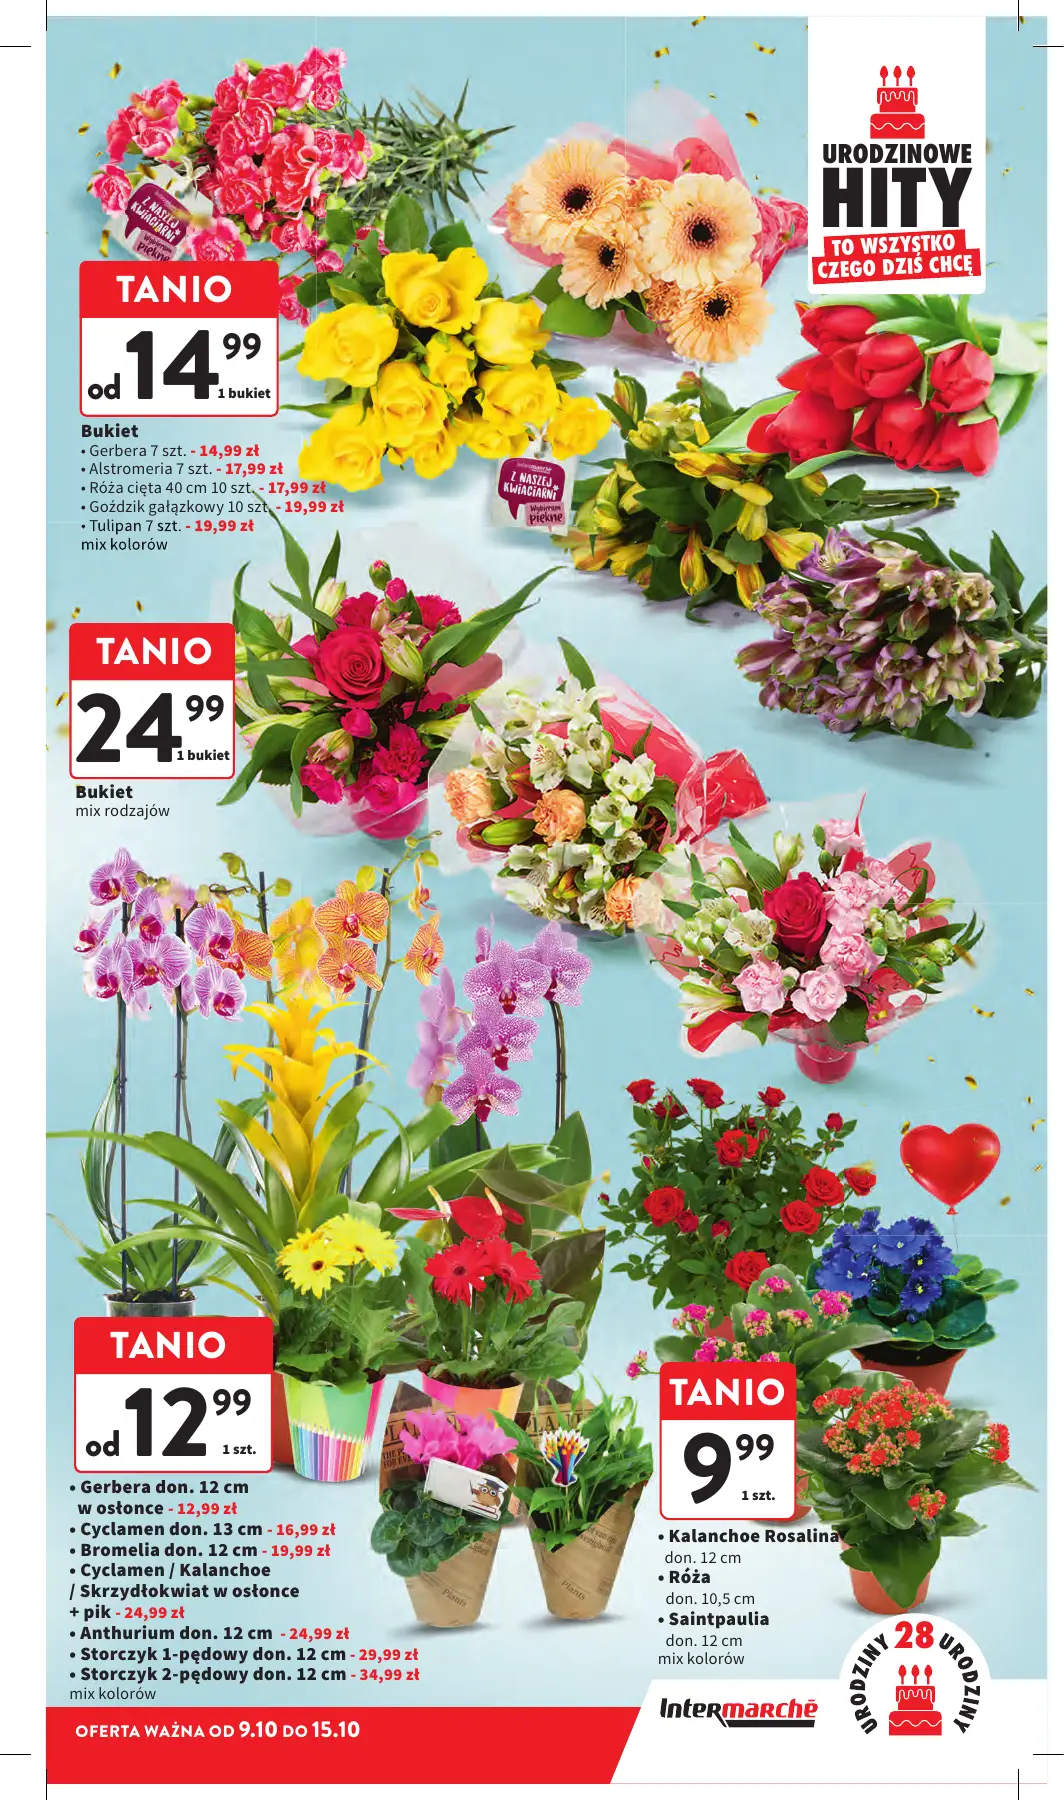 URODZINOWE
HITY
TO WSZYSTKO
CZEGO DZIŚ CHCĘ
Z NASZEJ
KWIACIARNI
Wybieram
piękne
TANIO
od 14 99
1 bukiet
Bukiet
• Gerbera 7 szt. - 14,99 zł
• Alstromeria 7 szt. - 17,99 zł
• Róża cięta 40 cm 10 szt. - 17,99 zł
• Goździk gałązkowy 10 szt. - 19,99 zł
• Tulipan 7 szt. - 19,99 zł
mix kolorów
Intermarchē
Z NASZEJ
KWIACIARNI
Wybieram
piękne
TANIO
24 99
1 bukiet
Bukiet
mix rodzajów
TANIO
od 12 99
1 szt.
• Gerbera don. 12 cm
w osłonce - 12,99 zł
• Cyclamen don. 13 cm - 16,99 zł
• Bromelia don. 12 cm - 19,99 zł
• Cyclamen / Kalanchoe
/ Skrzydłokwiat w osłonce
+ pik - 24,99 zł
• Anthurium don. 12 cm - 24,99 zł
• Storczyk 1-pędowy don. 12 cm - 29,99 zł
• Storczyk 2-pędowy don. 12 cm - 34,99 zł
mix kolorów
Plants
Plants
TANIO
9 99
1 szt.
• Kalanchoe Rosalina
don. 12 cm
• Róża
don. 10,5 cm
• Saintpaulia
don. 12 cm
mix kolorów
OFERTA WAŻNA OD 9.10 DO 15.10
Intermarchē
URODZINY 28 URODZINY